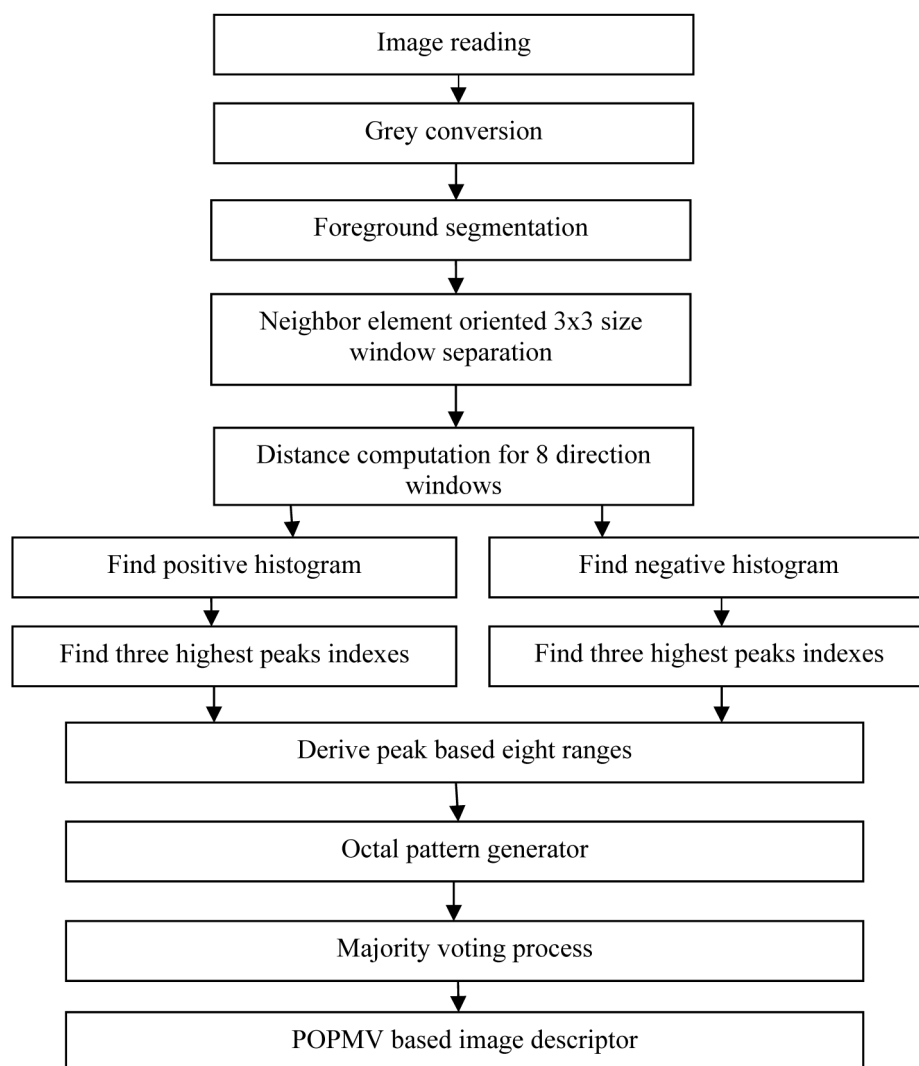 Image reading
Grey conversion
Foreground segmentation
Neighbor element oriented 3x3 size
window separation
Distance computation for 8 direction
windows
Find positive histogram
Find negative histogram
Find three highest peaks indexes
Find three highest peaks indexes
Derive peak based eight ranges
Octal pattern generator
Majority voting process
POPMV based image descriptor